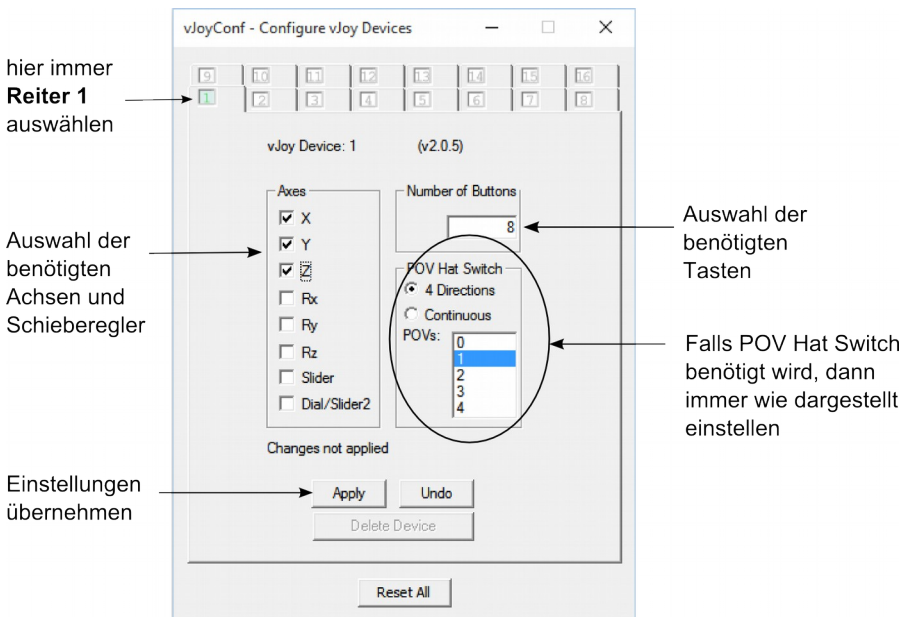 vJoyConf - Configure vJoy Devices
hier immer
Reiter 1
auswählen
9 10 11 12 13 14 15 16
1 2 3 4 5 6 7 8
vJoy Device: 1 (v2.0.5)
Axes
X
Y
Z
Rx
Ry
Rz
Slider
Dial/Slider2
Number of Buttons
8
POV Hat Switch
4 Directions
Continuous
POVs:
0
1
2
3
4
Auswahl der
benötigten
Achsen und
Schieberegler
Auswahl der
benötigten
Tasten
Falls POV Hat Switch
benötigt wird, dann
immer wie dargestellt
einstellen
Changes not applied
Einstellungen
übernehmen
Apply Undo
Delete Device
Reset All